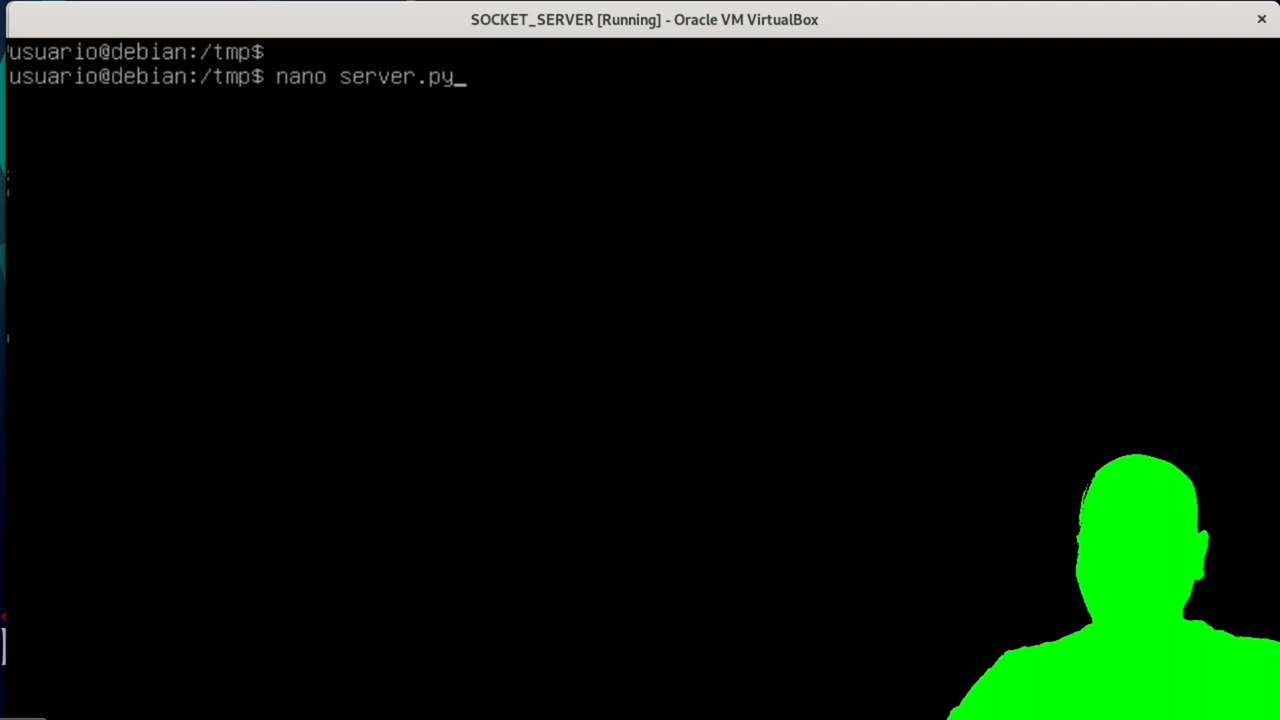 SOCKET_SERVER [Running] - Oracle VM VirtualBox
usuario@debian:/tmp$
usuario@debian:/tmp$ nano server.py_